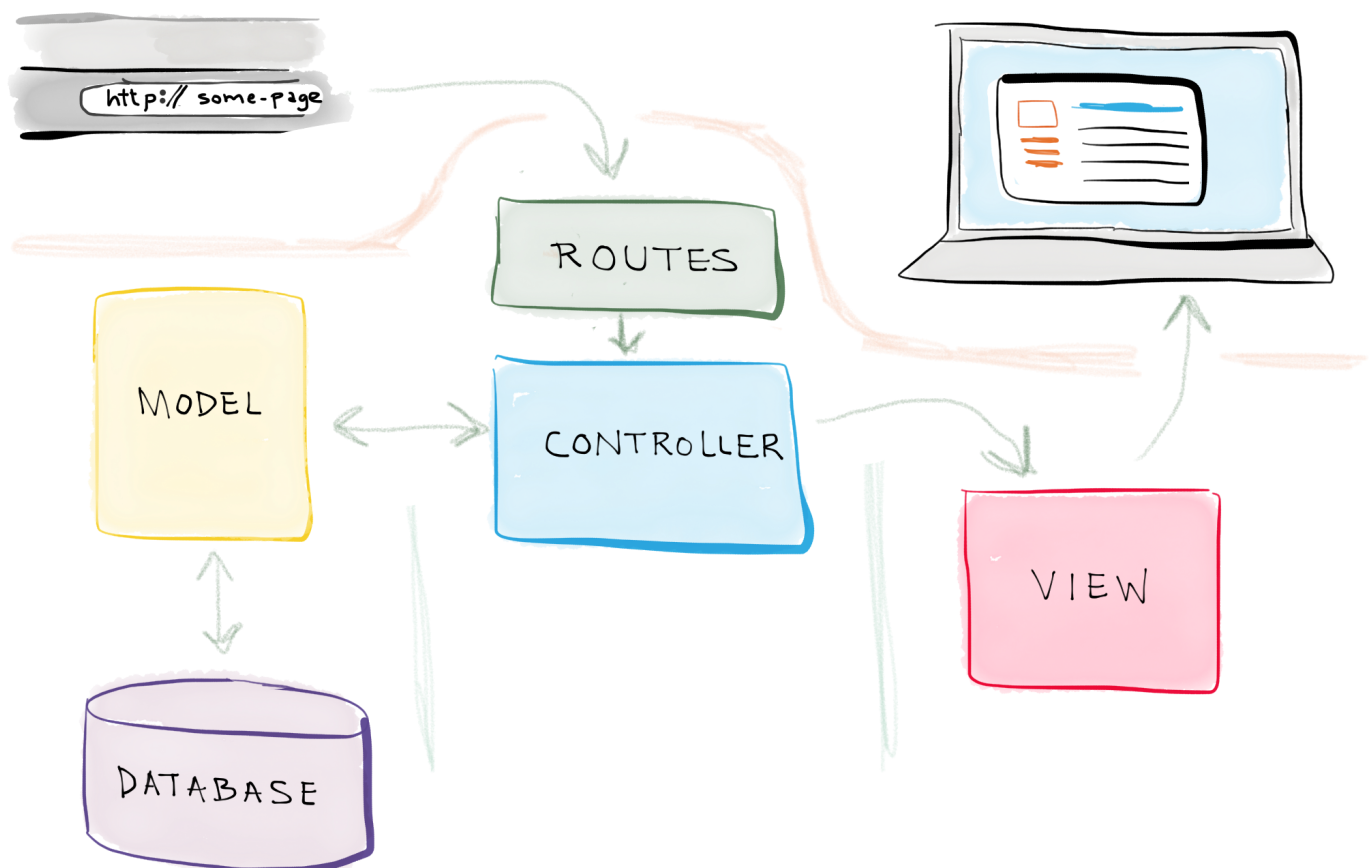 http:// some-page
ROUTES
MODEL
CONTROLLER
VIEW
DATABASE